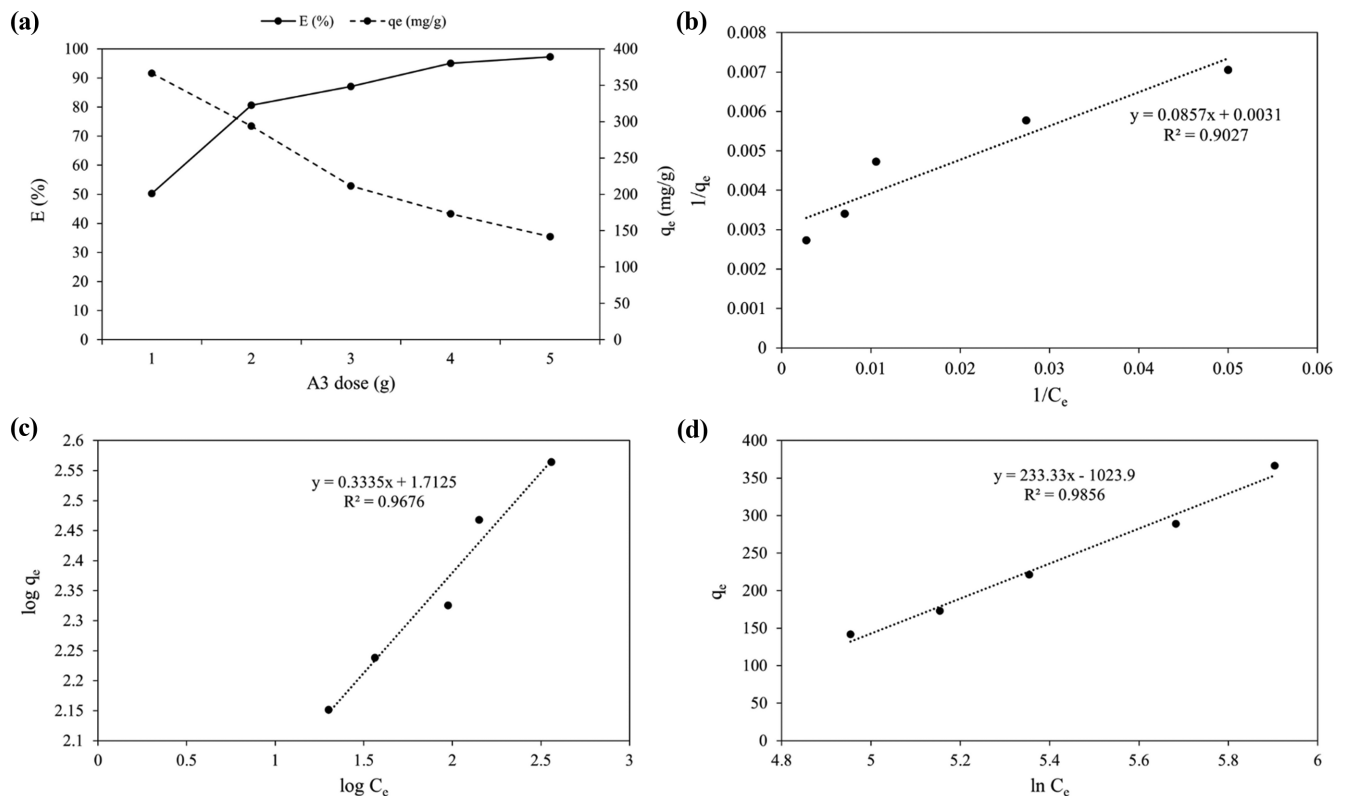 (a)
E (%) qe (mg/g)
100
90
80
70
60
50
40
30
20
10
0
E (%)
400
350
300
250
200
150
100
50
0
qe (mg/g)
1 2 3 4 5
A3 dose (g)
(b)
0.008
0.007
0.006
0.005
0.004
0.003
0.002
0.001
0
1/qe
y = 0.0857x + 0.0031
R² = 0.9027
0 0.01 0.02 0.03 0.04 0.05 0.06
1/Ce
(c)
2.6
2.55
2.5
2.45
2.4
2.35
2.3
2.25
2.2
2.15
2.1
log qe
y = 0.3335x + 1.7125
R² = 0.9676
0 0.5 1 1.5 2 2.5 3
log Ce
(d)
400
350
300
250
200
150
100
50
0
qe
y = 233.33x - 1023.9
R² = 0.9856
4.8 5 5.2 5.4 5.6 5.8 6
ln Ce